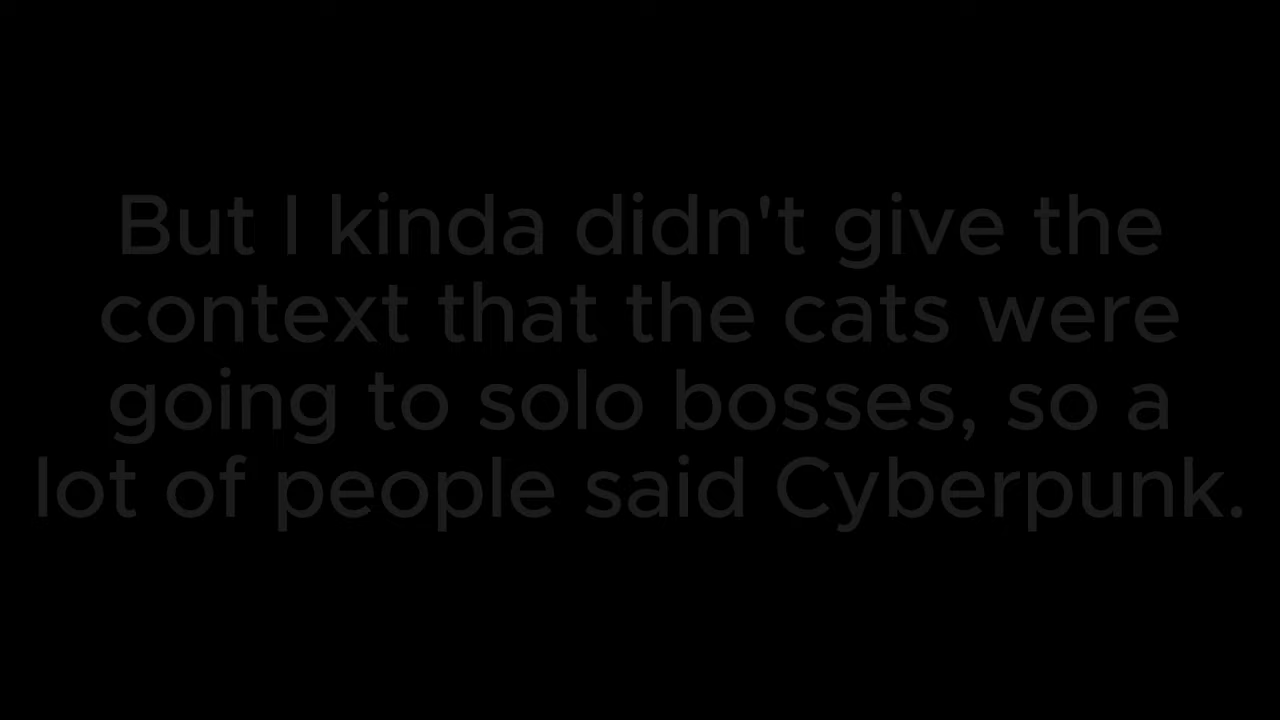 But I kinda didn't give the
context that the cats were
going to solo bosses, so a
lot of people said Cyberpunk.